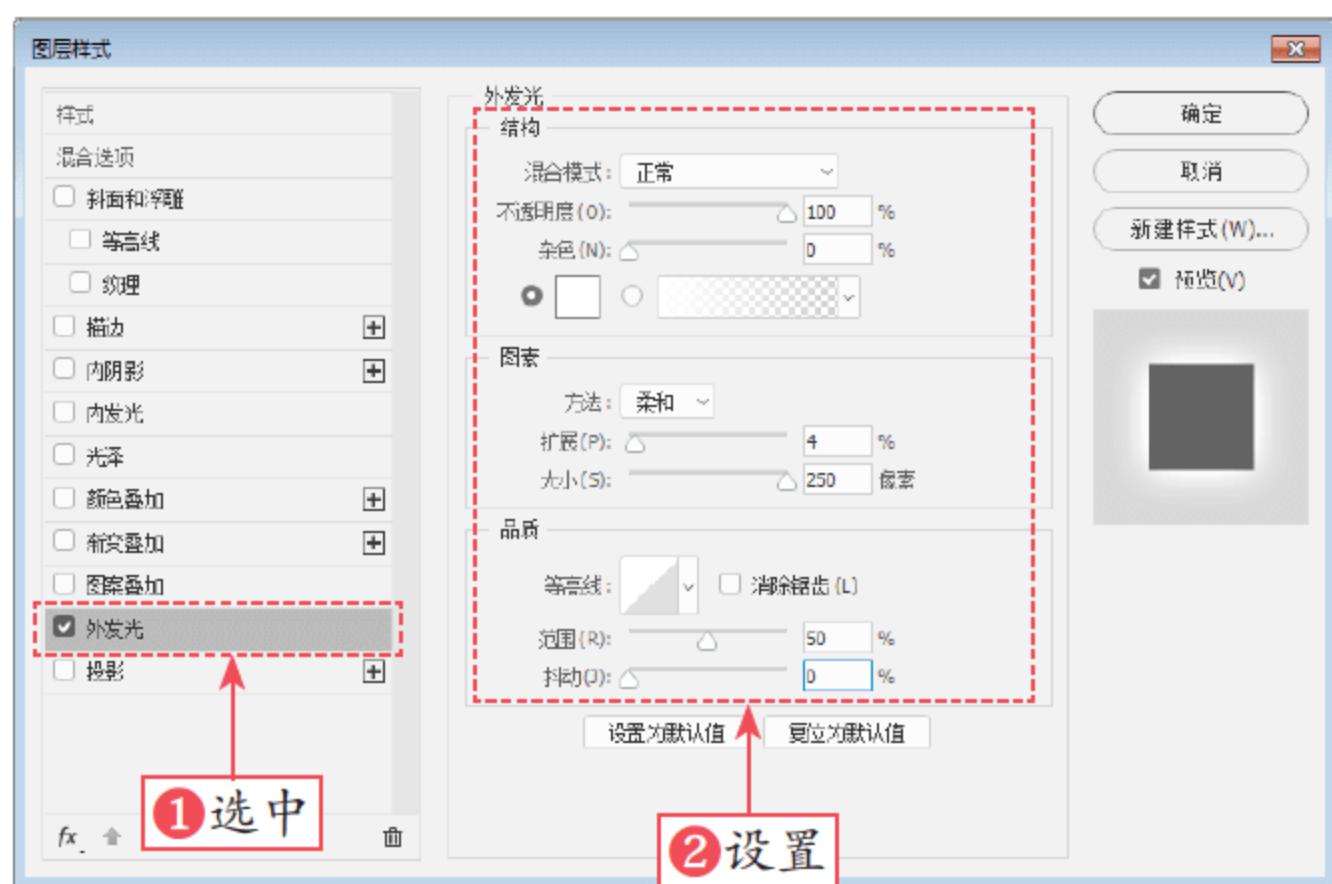 图层样式
样式
混合选项
斜面和浮雕
等高线
纹理
描边
内阴影
内发光
光泽
颜色叠加
渐变叠加
图案叠加
外发光
投影
fx
①选中
外发光
结构
混合模式: 正常
不透明度(O): 100 %
杂色(N): 0 %
图素
方法: 柔和
扩展(P): 4 %
大小(S): 250 像素
品质
等高线: 消除锯齿(L)
范围(R): 50 %
抖动(J): 0 %
设置为默认值 复位为默认值
②设置
确定
取消
新建样式(W)...
预览(V)